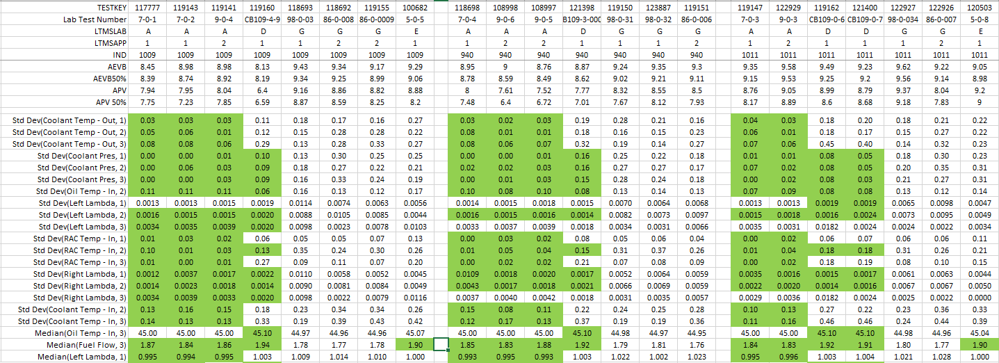 TESTKEY 117777 119143 119141 119160 118693 118692 119155 100682 118698 108998 108997 121398 119150 123887 119151 119147 122929 119162 121400 122927 122926 120503
Lab Test Number 7-0-1 7-0-2 9-0-4 CB109-4-9 98-0-03 86-0-008 86-0-0009 5-0-5 7-0-4 9-0-6 9-0-5 B109-3-00 98-0-31 98-0-32 86-0-006 7-0-3 9-0-3 CB109-0-6 CB109-0-7 98-0-034 86-0-007 5-0-8
LTMSLAB A A A D G G G E A A A D G G G A A D D G G E
LTMSAPP 1 1 2 1 1 2 2 1 1 2 2 1 1 1 2 1 2 1 1 1 2 1
IND 1009 1009 1009 1009 1009 1009 1009 1009 940 940 940 940 940 940 940 1011 1011 1011 1011 1011 1011 1011
AEVB 8.45 8.98 8.98 8.13 9.43 9.34 9.17 9.29 8.95 9 8.76 8.87 9.24 9.35 9.3 9.35 9.58 9.49 9.23 9.62 9.22 9.05
AEVB50% 8.39 8.74 8.92 8.19 9.34 9.25 8.99 9.06 8.78 8.59 8.49 8.62 9.02 9.21 9.11 9.15 9.53 9.25 9.2 9.56 9.14 8.98
APV 7.94 7.95 8.04 6.4 9.16 8.86 8.82 8.88 8 7.61 7.52 7.77 8.32 8.55 8.5 8.76 9.05 8.99 8.79 9.37 8.04 9.2
APV 50% 7.75 7.23 7.85 6.59 8.87 8.59 8.25 8.2 7.48 6.4 6.72 7.01 7.67 8.12 7.93 8.17 8.89 8.6 8.68 9.18 7.83 9
Std Dev(Coolant Temp - Out, 1) 0.03 0.03 0.03 0.11 0.18 0.17 0.16 0.27 0.03 0.02 0.03 0.19 0.28 0.21 0.16 0.04 0.03 0.18 0.20 0.18 0.21 0.22
Std Dev(Coolant Temp - Out, 2) 0.05 0.06 0.01 0.12 0.15 0.28 0.28 0.22 0.08 0.01 0.01 0.18 0.16 0.15 0.23 0.06 0.01 0.18 0.17 0.15 0.27 0.22
Std Dev(Coolant Temp - Out, 3) 0.08 0.08 0.06 0.29 0.13 0.28 0.33 0.27 0.08 0.06 0.07 0.32 0.19 0.14 0.27 0.07 0.06 0.45 0.40 0.14 0.32 0.23
Std Dev(Coolant Pres, 1) 0.00 0.00 0.01 0.10 0.13 0.30 0.25 0.25 0.00 0.00 0.01 0.16 0.25 0.22 0.18 0.01 0.01 0.08 0.05 0.18 0.30 0.23
Std Dev(Coolant Pres, 2) 0.00 0.06 0.03 0.09 0.18 0.27 0.22 0.21 0.02 0.02 0.03 0.16 0.27 0.27 0.17 0.07 0.02 0.08 0.05 0.20 0.35 0.31
Std Dev(Coolant Pres, 3) 0.00 0.00 0.03 0.09 0.16 0.33 0.24 0.19 0.00 0.01 0.03 0.15 0.28 0.24 0.18 0.00 0.02 0.08 0.03 0.21 0.27 0.31
Std Dev(Oil Temp - In, 2) 0.11 0.11 0.11 0.06 0.16 0.13 0.12 0.17 0.10 0.08 0.10 0.08 0.13 0.14 0.13 0.07 0.09 0.08 0.08 0.13 0.12 0.14
Std Dev(Left Lambda, 1) 0.0013 0.0013 0.0015 0.0019 0.0114 0.0074 0.0063 0.0056 0.0014 0.0015 0.0018 0.0015 0.0070 0.0064 0.0068 0.0013 0.0013 0.0019 0.0019 0.0065 0.0098 0.0047
Std Dev(Left Lambda, 2) 0.0016 0.0015 0.0015 0.0020 0.0088 0.0105 0.0085 0.0044 0.0016 0.0015 0.0016 0.0014 0.0082 0.0073 0.0097 0.0015 0.0018 0.0016 0.0024 0.0073 0.0095 0.0049
Std Dev(Left Lambda, 3) 0.0034 0.0035 0.0039 0.0020 0.0098 0.0023 0.0078 0.0103 0.0033 0.0037 0.0039 0.0018 0.0034 0.0031 0.0066 0.0035 0.0031 0.0182 0.0024 0.0024 0.0022 0.0034
Std Dev(RAC Temp - In, 1) 0.01 0.03 0.02 0.06 0.05 0.05 0.07 0.13 0.00 0.03 0.02 0.08 0.05 0.06 0.04 0.00 0.02 0.06 0.07 0.06 0.06 0.11
Std Dev(RAC Temp - In, 2) 0.10 0.01 0.03 0.13 0.35 0.24 0.30 0.26 0.01 0.05 0.04 0.15 0.31 0.37 0.26 0.01 0.04 0.18 0.18 0.31 0.26 0.21
Std Dev(RAC Temp - In, 3) 0.01 0.00 0.01 0.27 0.09 0.11 0.07 0.20 0.00 0.02 0.02 0.21 0.07 0.08 0.09 0.00 0.02 0.18 0.19 0.08 0.10 0.15
Std Dev(Right Lambda, 1) 0.0012 0.0037 0.0017 0.0022 0.0110 0.0058 0.0052 0.0045 0.0109 0.0018 0.0020 0.0017 0.0052 0.0064 0.0059 0.0035 0.0016 0.0015 0.0017 0.0061 0.0063 0.0044
Std Dev(Right Lambda, 2) 0.0014 0.0023 0.0018 0.0014 0.0090 0.0081 0.0084 0.0049 0.0043 0.0017 0.0018 0.0021 0.0066 0.0069 0.0059 0.0022 0.0020 0.0014 0.0016 0.0067 0.0067 0.0050
Std Dev(Right Lambda, 3) 0.0034 0.0039 0.0033 0.0020 0.0098 0.0022 0.0079 0.0116 0.0037 0.0040 0.0042 0.0018 0.0031 0.0035 0.0057 0.0029 0.0036 0.0182 0.0024 0.0025 0.0022 0.0000
Std Dev(Coolant Temp - In, 2) 0.13 0.16 0.15 0.18 0.23 0.34 0.34 0.26 0.15 0.08 0.11 0.22 0.24 0.25 0.28 0.10 0.13 0.27 0.22 0.23 0.36 0.33
Std Dev(Coolant Temp - In, 3) 0.14 0.13 0.13 0.33 0.19 0.39 0.43 0.42 0.12 0.17 0.13 0.37 0.19 0.19 0.36 0.11 0.16 0.46 0.46 0.24 0.44 0.39
Median(Oil Temp - In, 3) 45.00 45.00 45.00 45.10 44.97 44.96 44.96 45.07 45.00 45.00 45.00 45.10 44.98 44.97 44.95 45.00 45.00 45.10 45.10 44.98 44.96 45.04
Median(Fuel Flow, 3) 1.87 1.84 1.86 1.94 1.78 1.77 1.78 1.90 1.85 1.83 1.88 1.92 1.79 1.81 1.76 1.84 1.83 1.92 1.91 1.80 1.77 1.90
Median(Left Lambda, 1) 0.995 0.994 0.995 1.003 1.009 1.014 1.010 1.000 0.993 0.995 0.993 1.003 1.022 1.002 1.023 0.995 0.996 1.003 1.004 1.021 1.028 1.000